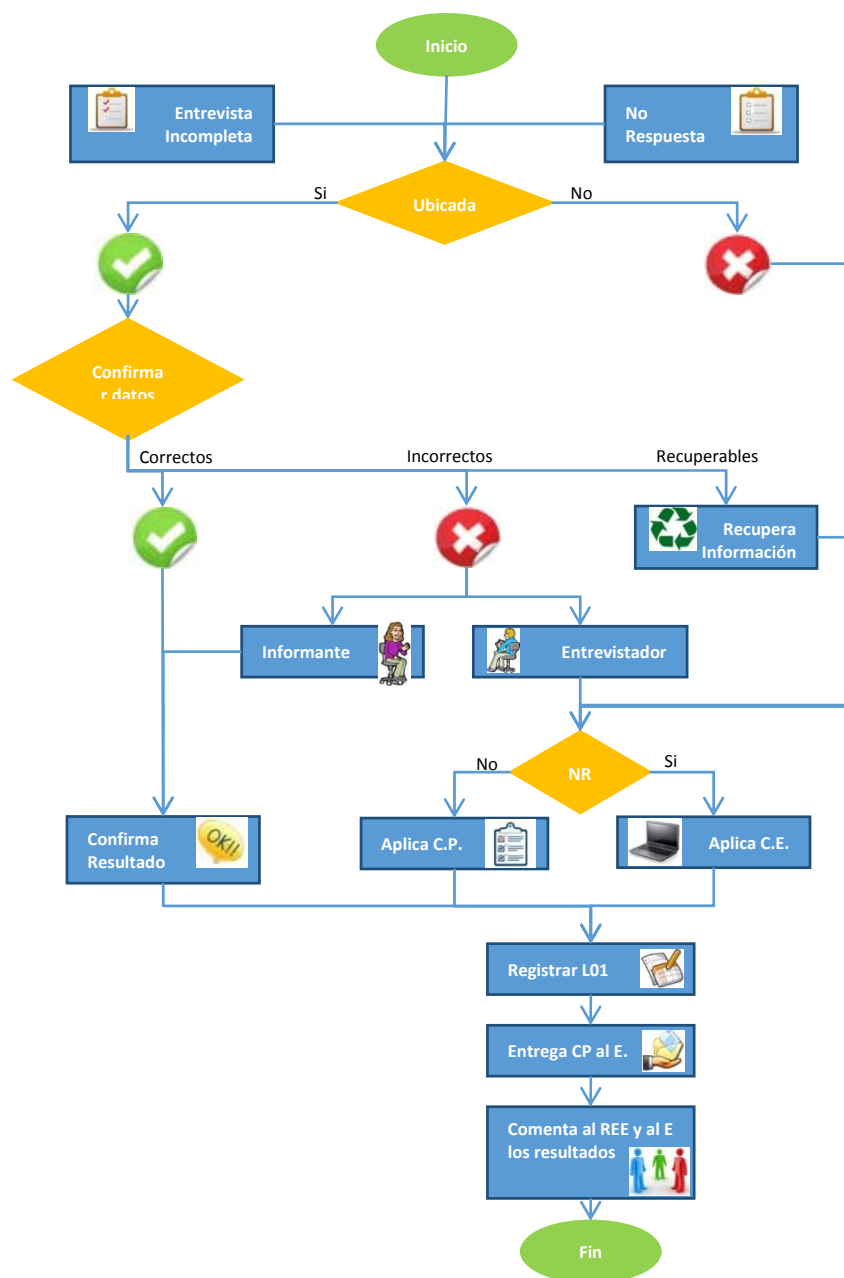 Inicio
Entrevista
Incompleta
No
Respuesta
Si
Ubicada
No
Confirma
r datos
Correctos
Incorrectos
Recuperables
Recupera
Información
Informante
Entrevistador
No
NR
Si
Confirma
Resultado
OK!!
Aplica C.P.
Aplica C.E.
Registrar L01
Entrega CP al E.
Comenta al REE y al E
los resultados
Fin